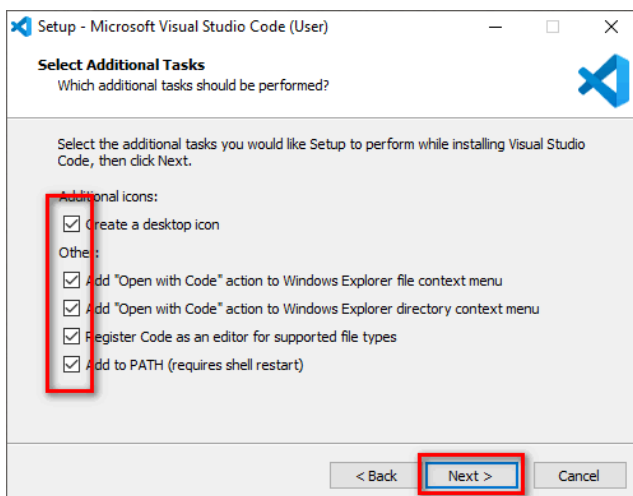 Setup - Microsoft Visual Studio Code (User)
Select Additional Tasks
Which additional tasks should be performed?
Select the additional tasks you would like Setup to perform while installing Visual Studio
Code, then click Next.
Additional icons:
Create a desktop icon
Other:
Add "Open with Code" action to Windows Explorer file context menu
Add "Open with Code" action to Windows Explorer directory context menu
Register Code as an editor for supported file types
Add to PATH (requires shell restart)
< Back Next > Cancel